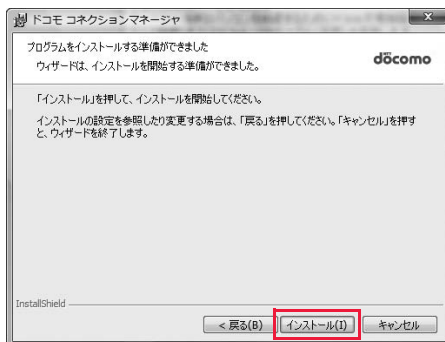 ドコモ コネクションマネージャ
プログラムをインストールする準備ができました
ウィザードは、インストールを開始する準備ができました。
NTT
döcomo
「インストール」を押して、インストールを開始してください。
インストールの設定を参照したり変更する場合は、「戻る」を押してください。「キャンセル」を押す
と、ウィザードを終了します。
InstallShield
< 戻る(B)
インストール(I)
キャンセル